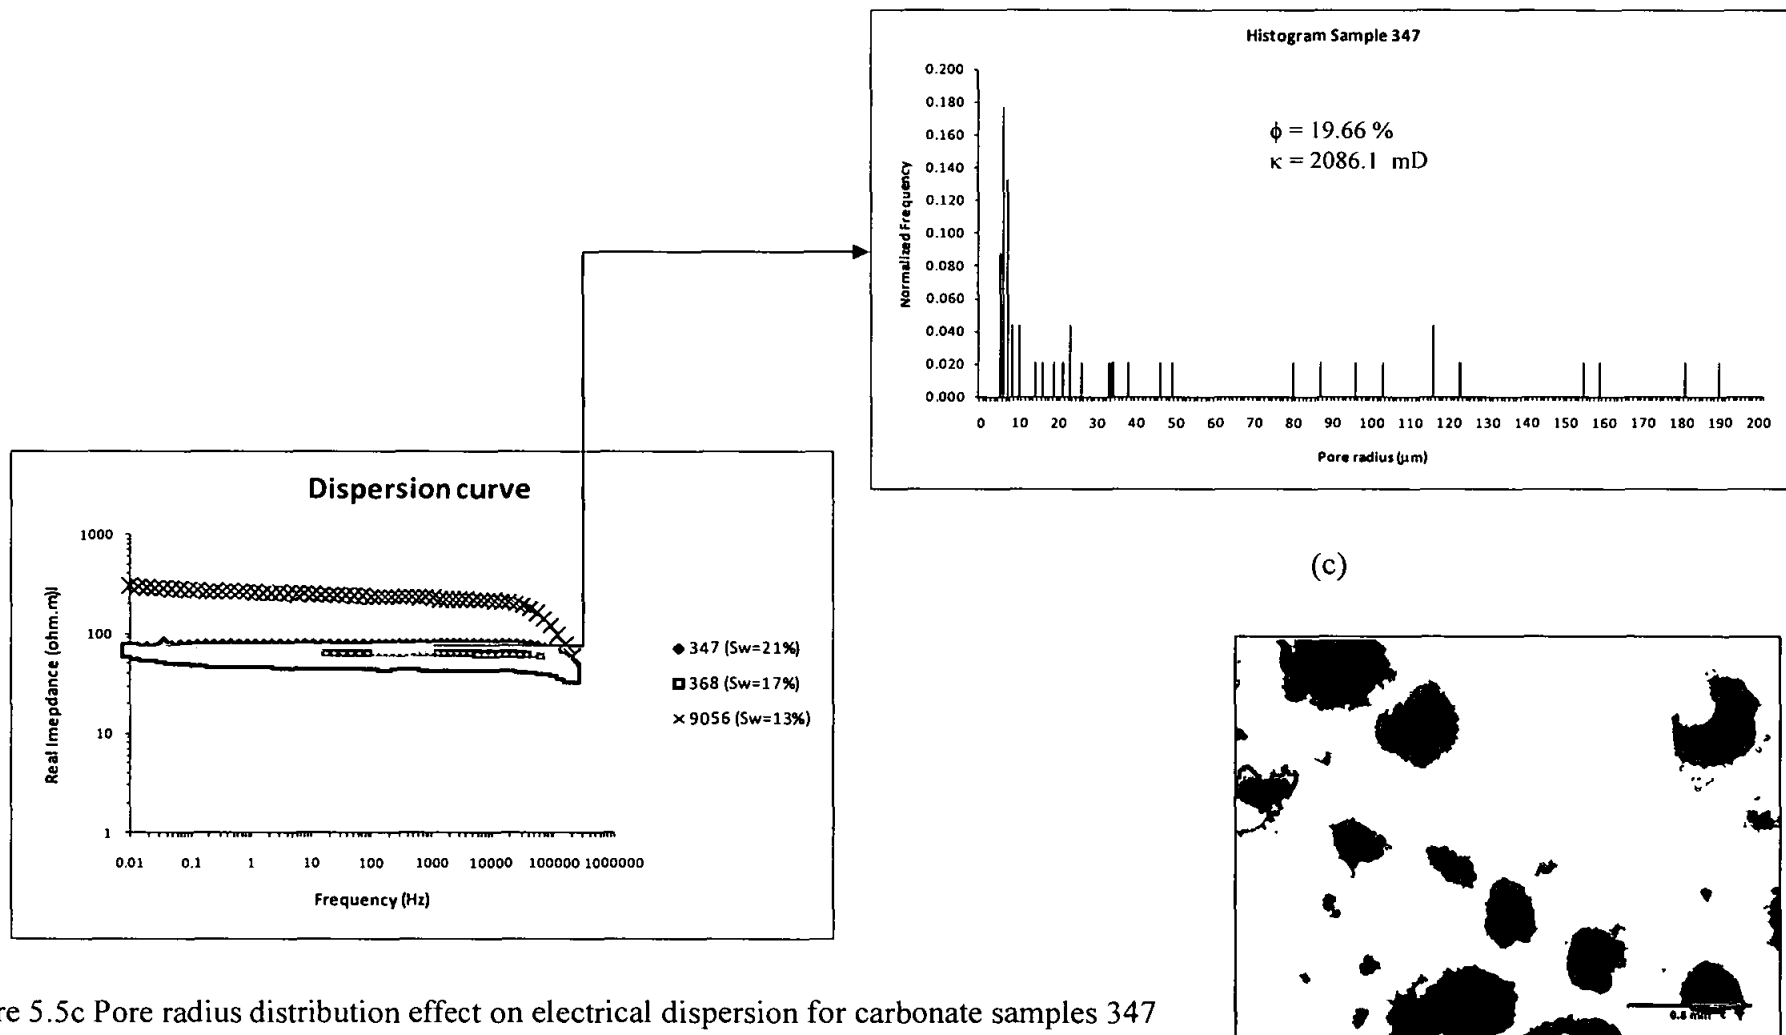 Histogram Sample 347
0.200
0.180
0.160
0.140
0.120
0.100
0.080
0.060
0.040
0.020
0.000
Normalized Frequency
ϕ = 19.66 %
κ = 2086.1 mD
0 10 20 30 40 50 60 70 80 90 100 110 120 130 140 150 160 170 180 190 200
Pore radius (μm)
Dispersion curve
1000
100
10
1
Real Imepdance (ohm.m)l
0.01 0.1 1 10 100 1000 10000 100000 1000000
Frequency (Hz)
347 (Sw=21%)
368 (Sw=17%)
9056 (Sw=13%)
(c)
0.5 mm
re 5.5c Pore radius distribution effect on electrical dispersion for carbonate samples 347